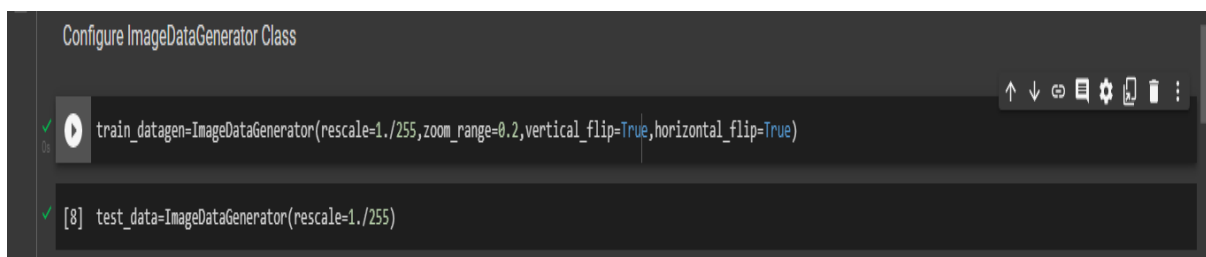 Configure ImageDataGenerator Class
train_datagen=ImageDataGenerator(rescale=1./255,zoom_range=0.2,vertical_flip=True,horizontal_flip=True)
0s
[8] test_data=ImageDataGenerator(rescale=1./255)